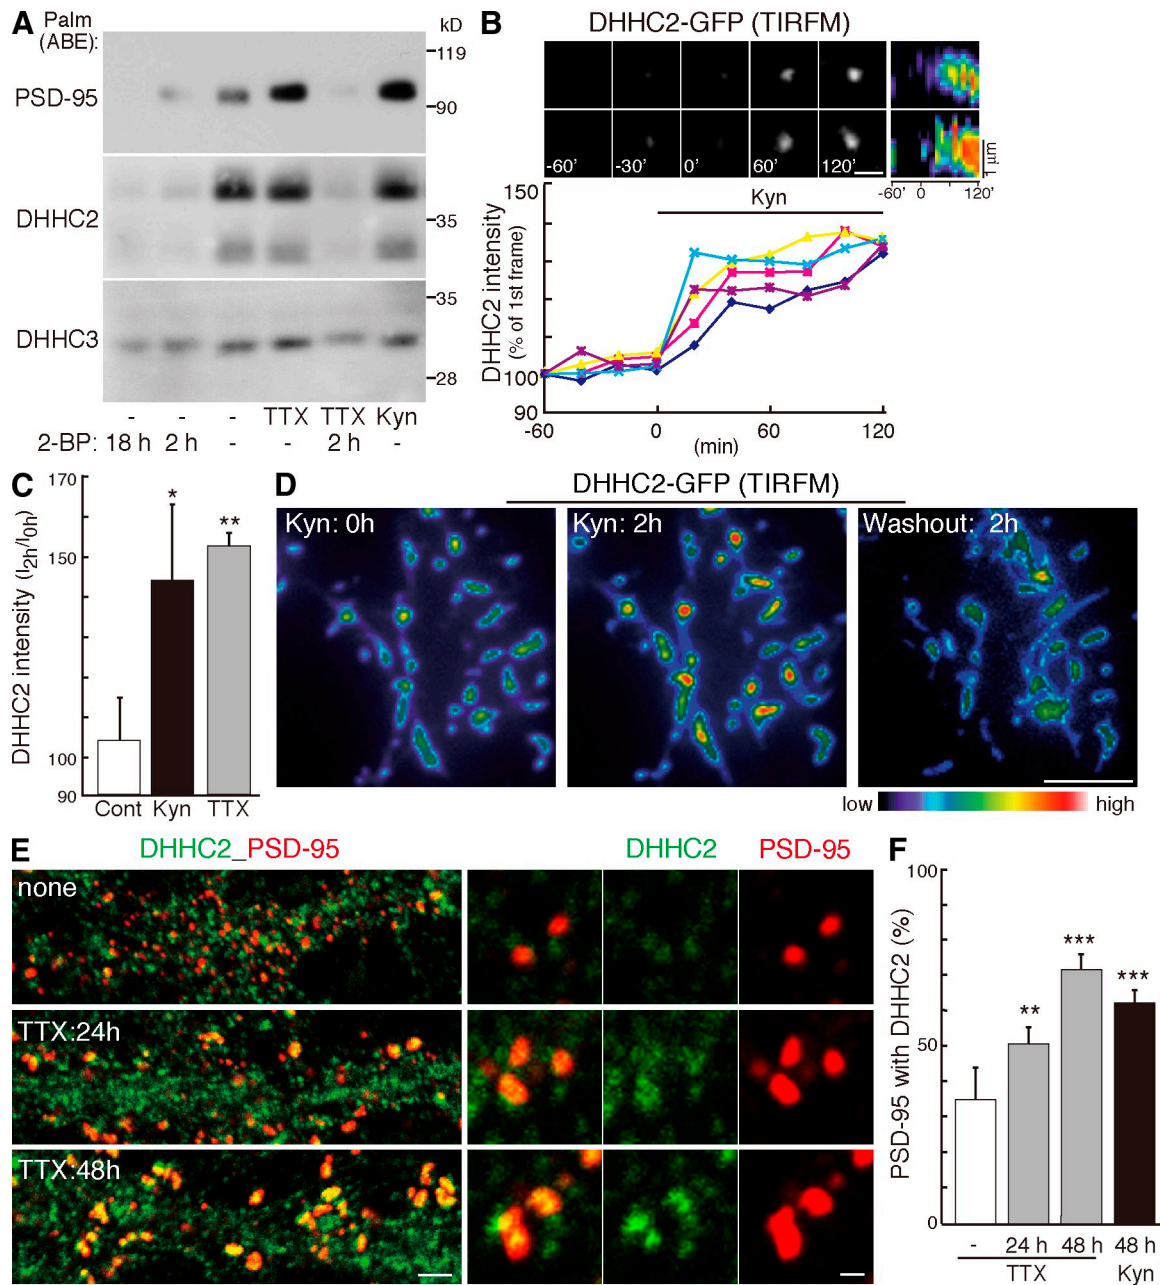 A
Palm
(ABE):
kD
119
PSD-95
90
DHHC2
35
35
DHHC3
28
- - - TTX TTX Kyn
2-BP: 18 h 2 h - - 2 h -
B
DHHC2-GFP (TIRFM)
-60' -30' 0' 60' 120'
1 μm
-60' 0 120'
Kyn
DHHC2 intensity
(% of 1st frame)
150
100
90
-60 0 60 120
(min)
C
DHHC2 intensity (I2h/I0h)
170
150
100
90
* **
Cont Kyn TTX
D
DHHC2-GFP (TIRFM)
Kyn: 0h Kyn: 2h Washout: 2h
low high
E
DHHC2_PSD-95 DHHC2 PSD-95
none
TTX:24h
TTX:48h
F
PSD-95 with DHHC2 (%)
100
50
0
** *** ***
- 24 h 48 h 48 h
TTX Kyn